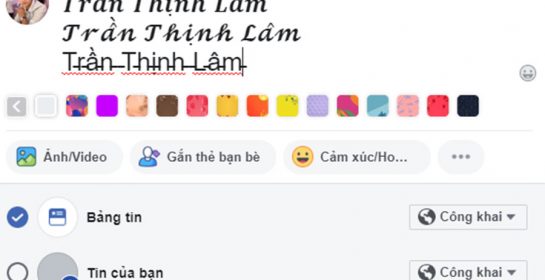 Trần Thịnh Lâm
Trần Thịnh Lâm
Trần Thịnh Lâm
Ảnh/Video
Gắn thẻ bạn bè
Cảm xúc/Ho...
Bảng tin
Công khai
Tin của bạn
Công khai